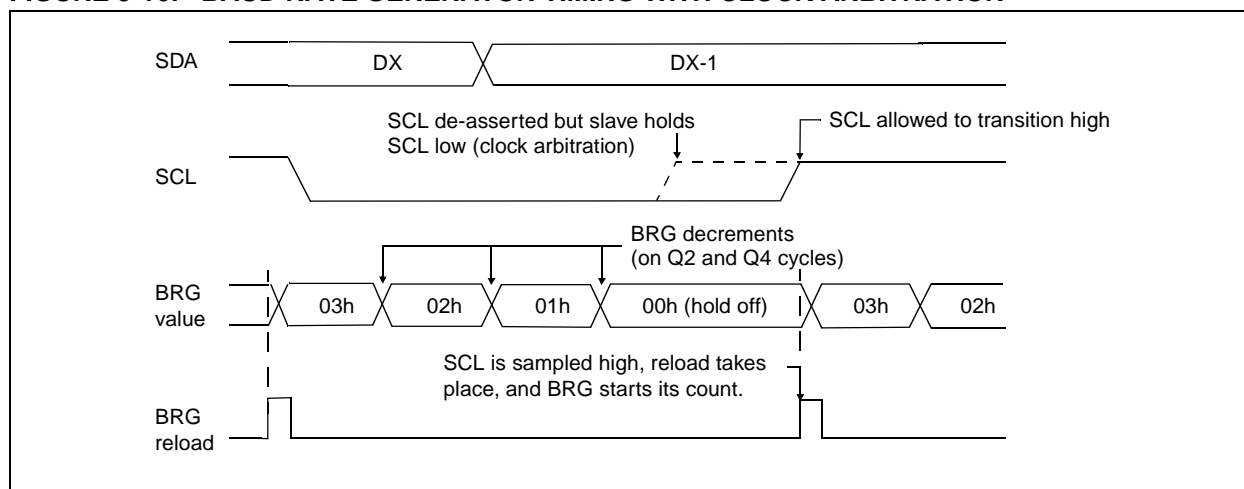 SDA
DX
DX-1
SCL de-asserted but slave holds
SCL low (clock arbitration)
SCL allowed to transition high
SCL
BRG decrements
(on Q2 and Q4 cycles)
BRG
value
03h
02h
01h
00h (hold off)
03h
02h
SCL is sampled high, reload takes
place, and BRG starts its count.
BRG
reload